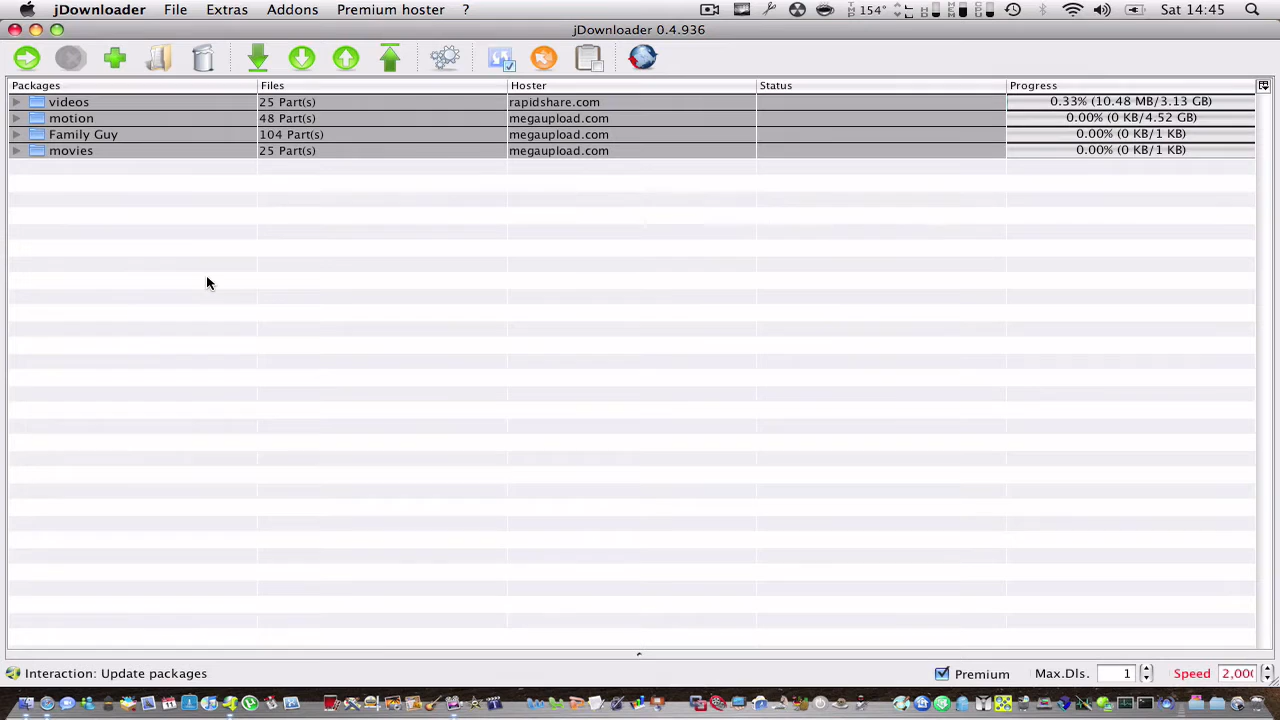 jDownloader File Extras Addons Premium hoster ? 154° Sat 14:45
jDownloader 0.4.936
Packages Files Hoster Status Progress
videos 25 Part(s) rapidshare.com 0.33% (10.48 MB/3.13 GB)
motion 48 Part(s) megaupload.com 0.00% (0 KB/4.52 GB)
Family Guy 104 Part(s) megaupload.com 0.00% (0 KB/1 KB)
movies 25 Part(s) megaupload.com 0.00% (0 KB/1 KB)
Interaction: Update packages Premium Max.Dls. 1 Speed 2,00